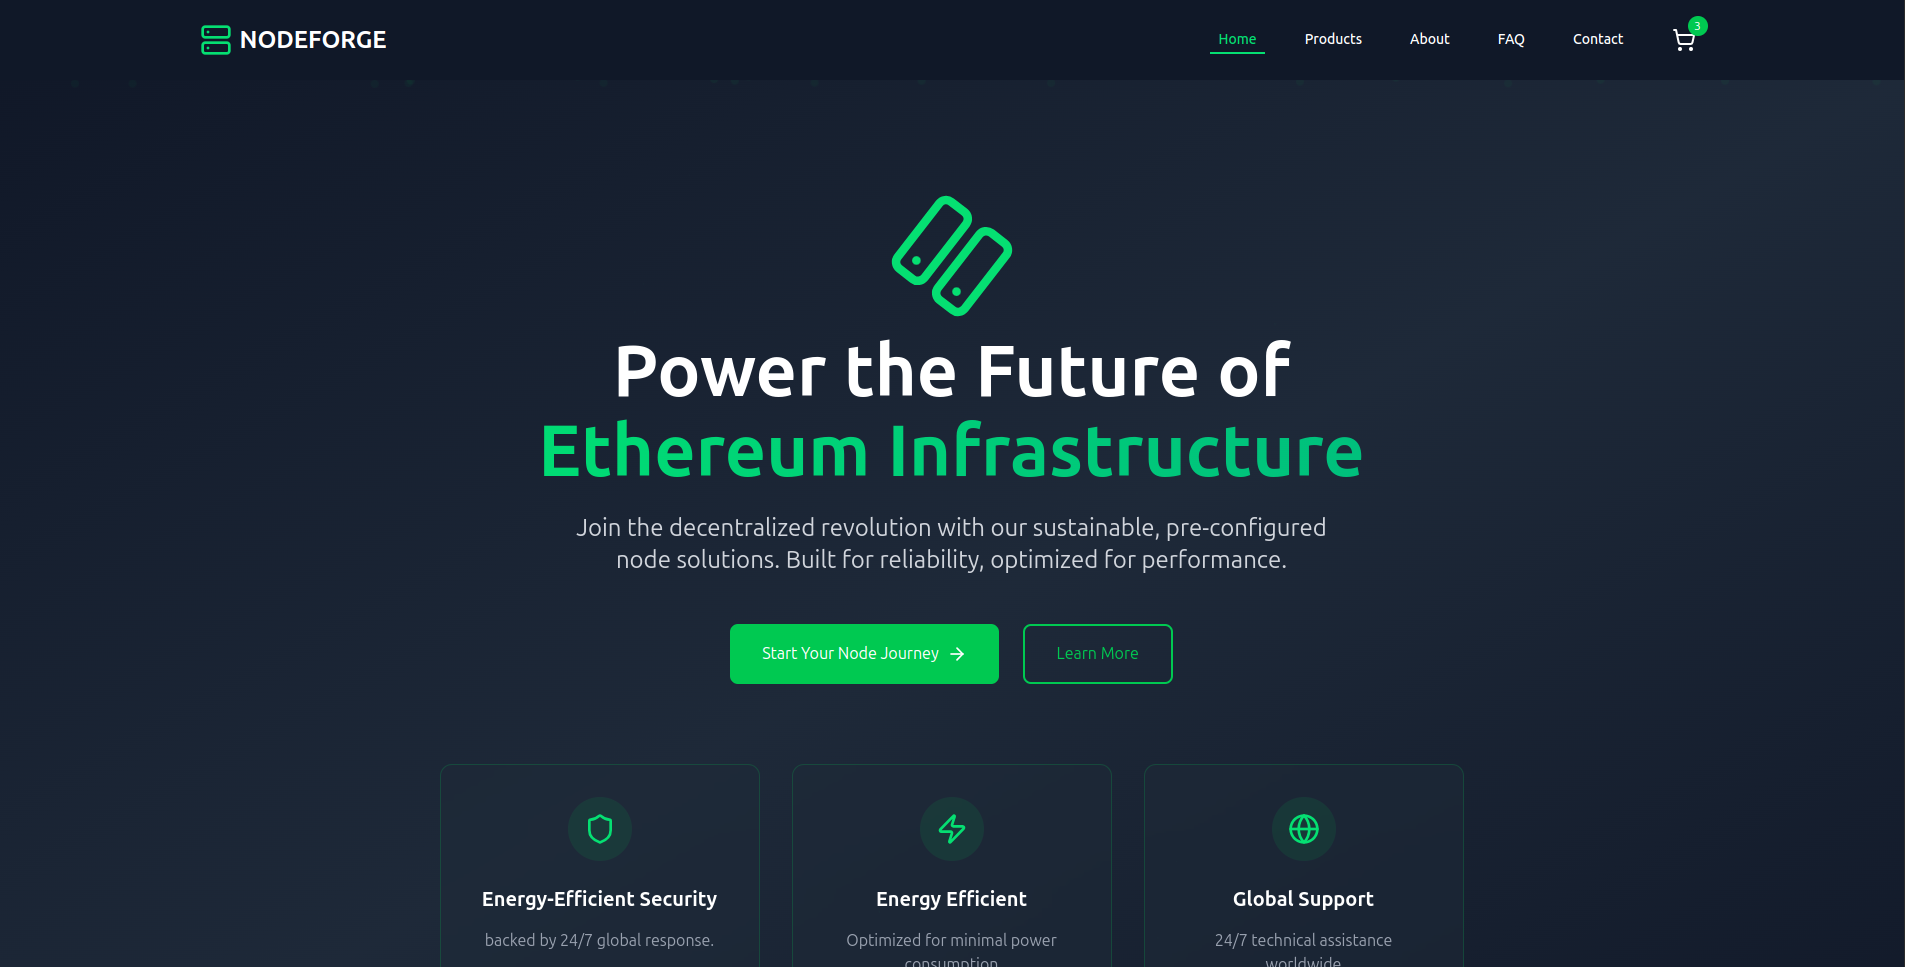 NODEFORGE
Home
Products
About
FAQ
Contact
3
Power the Future of
Ethereum Infrastructure
Join the decentralized revolution with our sustainable, pre-configured
node solutions. Built for reliability, optimized for performance.
Start Your Node Journey
Learn More
Energy-Efficient Security
backed by 24/7 global response.
Energy Efficient
Optimized for minimal power
consumption
Global Support
24/7 technical assistance
worldwide